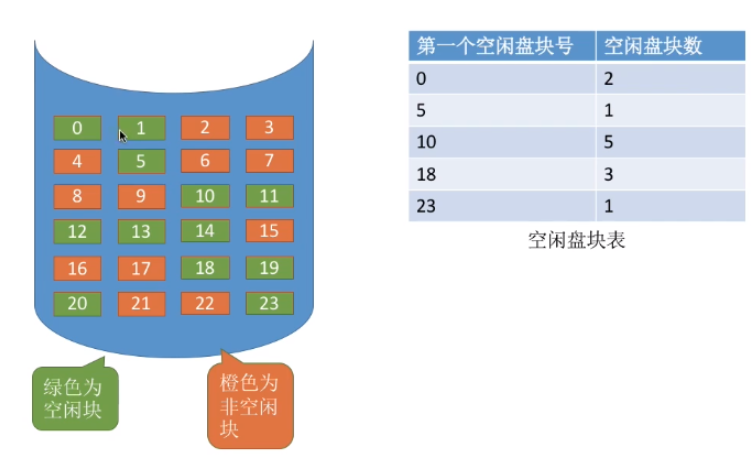 0 1 2 3
4 5 6 7
8 9 10 11
12 13 14 15
16 17 18 19
20 21 22 23
绿色为
空闲块
橙色为
非空闲
块
第一个空闲盘块号 空闲盘块数
0 2
5 1
10 5
18 3
23 1
空闲盘块表